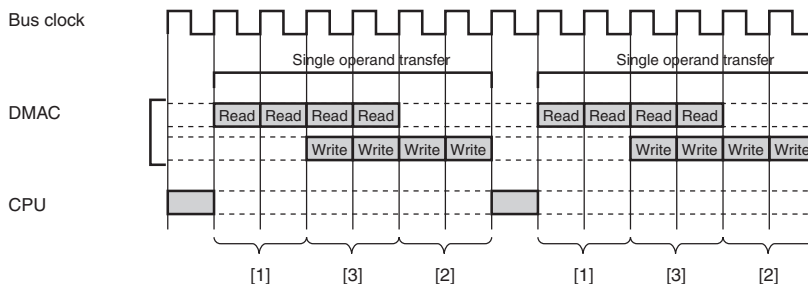 Bus clock
Single operand transfer Single operand transfer
DMAC Read Read Read Read Read Read Read Read
Write Write Write Write Write Write Write Write
CPU
[1] [3] [2] [1] [3] [2]